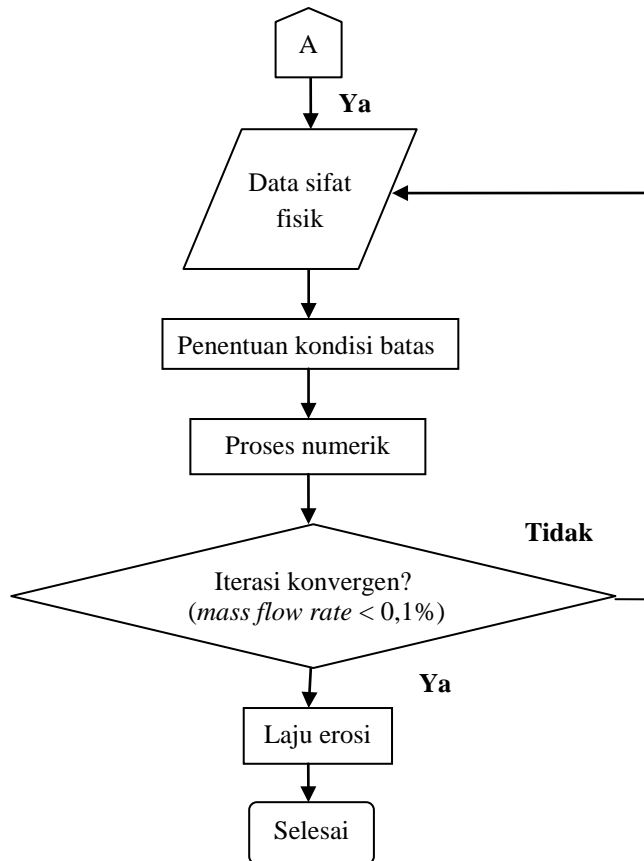 A
Ya
Data sifat
fisik
Penentuan kondisi batas
Proses numerik
Tidak
Iterasi konvergen?
(mass flow rate < 0,1%)
Ya
Laju erosi
Selesai